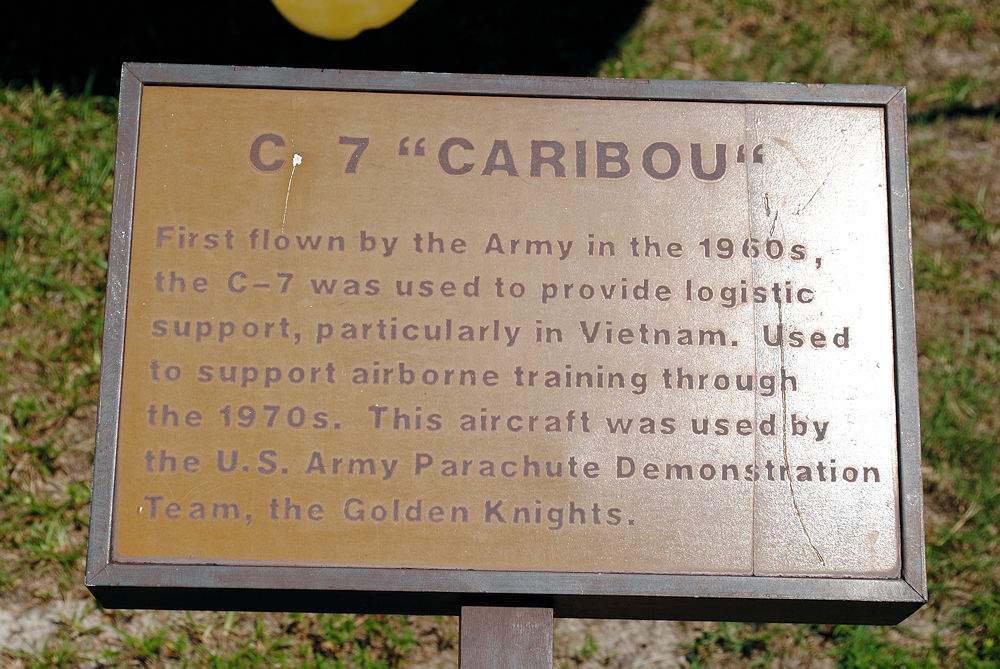 C 7 “CARIBOU“
First flown by the Army in the 1960s,
the C-7 was used to provide logistic
support, particularly in Vietnam. Used
to support airborne training through
the 1970s. This aircraft was used by
the U.S. Army Parachute Demonstration
Team, the Golden Knights.